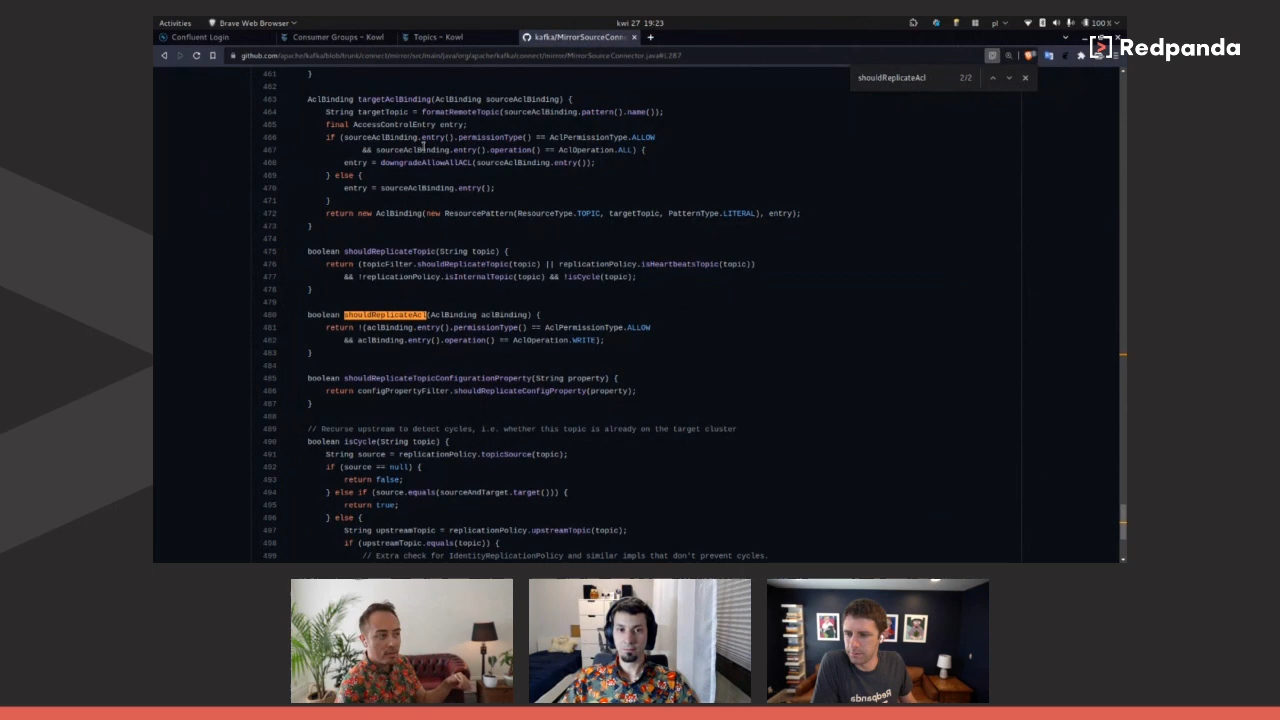 Activities
Brave Web Browser
kwi 27 19:23
pl
100 %
Confluent Login
Consumer Groups - Kowl
Topics - Kowl
kafka/MirrorSourceConn
Redpanda
github.com/apache/kafka/blob/trunk/connect/mirror/src/main/java/org/apache/kafka/connect/mirror/MirrorSourceConnector.java#L287
shouldReplicateAcl 2/2
461 }
462
463 AclBinding targetAclBinding(AclBinding sourceAclBinding) {
464 String targetTopic = formatRemoteTopic(sourceAclBinding.pattern().name());
465 final AccessControlEntry entry;
466 if (sourceAclBinding.entry().permissionType() == AclPermissionType.ALLOW
467 && sourceAclBinding.entry().operation() == AclOperation.ALL) {
468 entry = downgradeAllowAllACL(sourceAclBinding.entry());
469 } else {
470 entry = sourceAclBinding.entry();
471 }
472 return new AclBinding(new ResourcePattern(ResourceType.TOPIC, targetTopic, PatternType.LITERAL), entry);
473 }
474
475 boolean shouldReplicateTopic(String topic) {
476 return (topicFilter.shouldReplicateTopic(topic) || replicationPolicy.isHeartbeatsTopic(topic))
477 && !replicationPolicy.isInternalTopic(topic) && !isCycle(topic);
478 }
479
480 boolean shouldReplicateAcl(AclBinding aclBinding) {
481 return !(aclBinding.entry().permissionType() == AclPermissionType.ALLOW
482 && aclBinding.entry().operation() == AclOperation.WRITE);
483 }
484
485 boolean shouldReplicateTopicConfigurationProperty(String property) {
486 return configPropertyFilter.shouldReplicateConfigProperty(property);
487 }
488
489 // Recurse upstream to detect cycles, i.e. whether this topic is already on the target cluster
490 boolean isCycle(String topic) {
491 String source = replicationPolicy.topicSource(topic);
492 if (source == null) {
493 return false;
494 } else if (source.equals(sourceAndTarget.target())) {
495 return true;
496 } else {
497 String upstreamTopic = replicationPolicy.upstreamTopic(topic);
498 if (upstreamTopic.equals(topic)) {
499 // Extra check for IdentityReplicationPolicy and similar impls that don't prevent cycles.
Redpanda